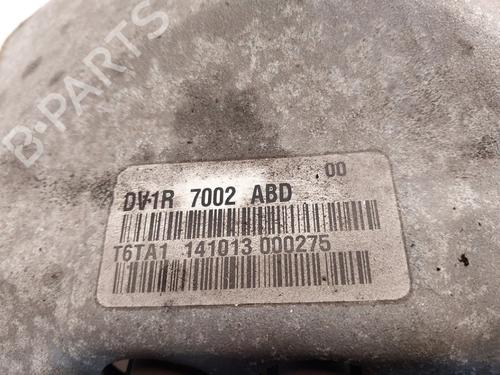 B-PARTS
00
DV1R 7002 ABD
T6TA1 141013 000275